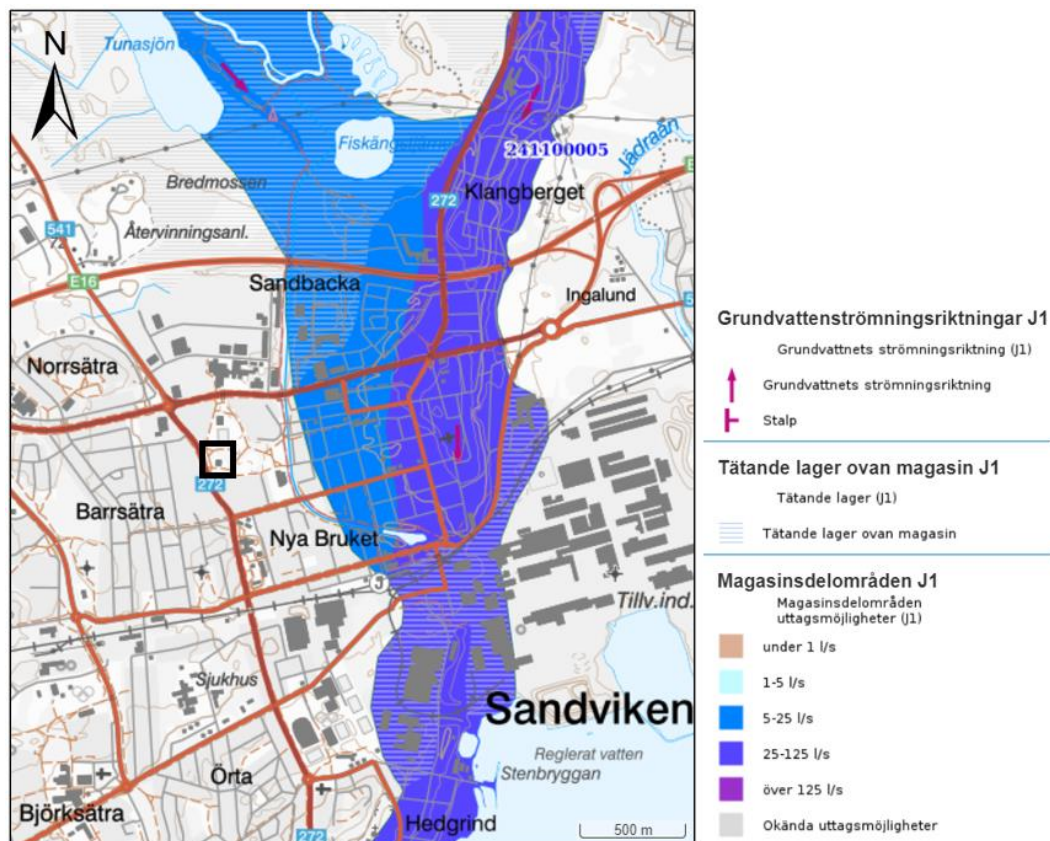 N
Tunasjön
Fiskängstjärnen
241100005
Jädraån
E
Bredmossen
272
Klangberget
541
72
Återvinningsanl.
E16
Sandbacka
Ingalund
5
Norrsätra
272
Barrsätra
Nya Bruket
Tillv.ind.
Sjukhus
Sandviken
Reglerat vatten
Stenbryggan
Örta
Björksätra
272
Hedgrind
500 m
Grundvattenströmningsriktningar J1
Grundvattnets strömningsriktning (J1)
Grundvattnets strömningsriktning
Stalp
Tätande lager ovan magasin J1
Tätande lager (J1)
Tätande lager ovan magasin
Magasinsdelområden J1
Magasinsdelområden
uttagsmöjligheter (J1)
under 1 l/s
1-5 l/s
5-25 l/s
25-125 l/s
över 125 l/s
Okända uttagsmöjligheter